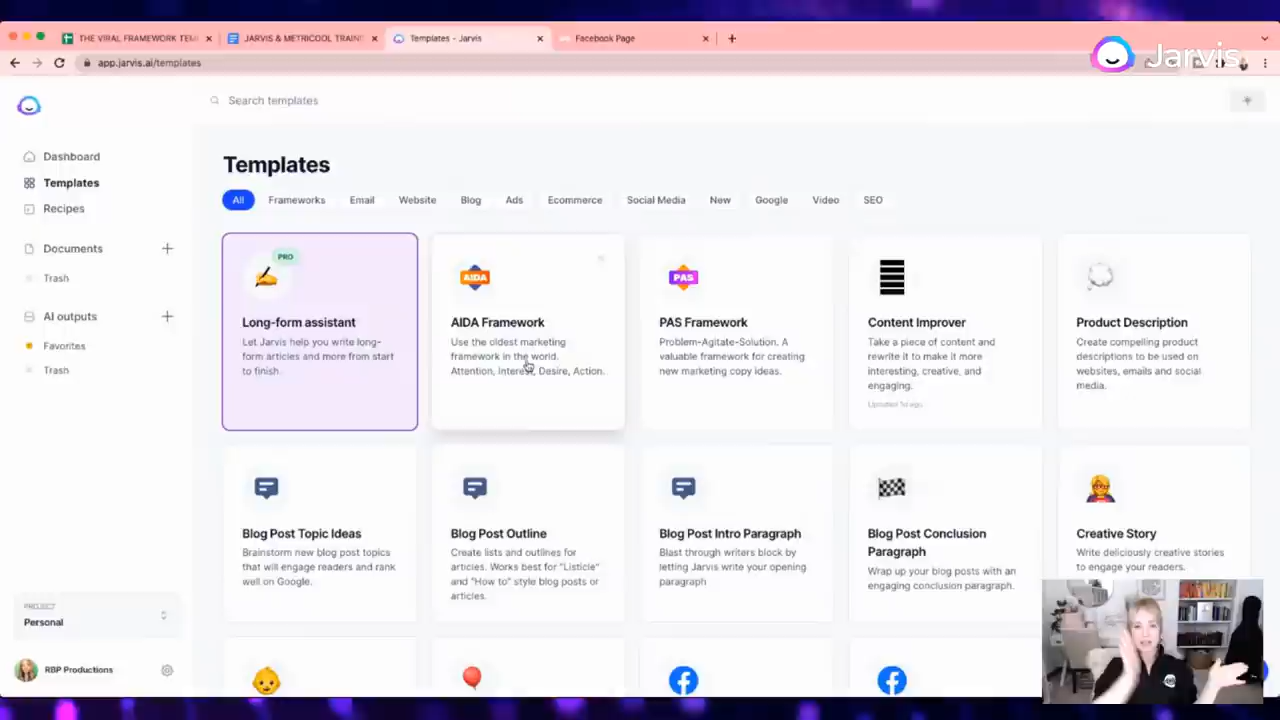 THE VIRAL FRAMEWORK TEM
JARVIS & METRICOOL TRAIN
Templates - Jarvis
Facebook Page
app.jarvis.ai/templates
Jarvis
Search templates
Dashboard
Templates
Recipes
Documents
Trash
AI outputs
Favorites
Trash
PROJECT
Personal
RBP Productions
Templates
All
Frameworks
Email
Website
Blog
Ads
Ecommerce
Social Media
New
Google
Video
SEO
PRO
Long-form assistant
Let Jarvis help you write long-
form articles and more from start
to finish.
AIDA
AIDA Framework
Use the oldest marketing
framework in the world.
Attention, Interest, Desire, Action.
PAS
PAS Framework
Problem-Agitate-Solution. A
valuable framework for creating
new marketing copy ideas.
Content Improver
Take a piece of content and
rewrite it to make it more
interesting, creative, and
engaging.
Updated 1d ago
Product Description
Create compelling product
descriptions to be used on
websites, emails and social
media.
Blog Post Topic Ideas
Brainstorm new blog post topics
that will engage readers and rank
well on Google.
Blog Post Outline
Create lists and outlines for
articles. Works best for "Listicle"
and "How to" style blog posts or
articles.
Blog Post Intro Paragraph
Blast through writers block by
letting Jarvis write your opening
paragraph
Blog Post Conclusion
Paragraph
Wrap up your blog posts with an
engaging conclusion paragraph.
Creative Story
Write deliciously creative stories
to engage your readers.